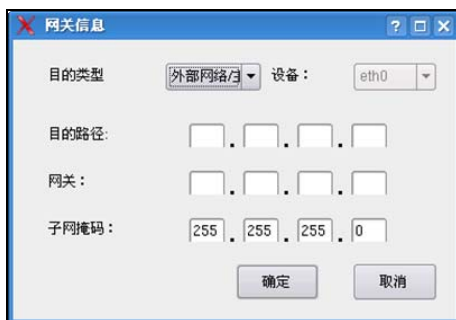 网关信息
目的类型 外部网络/主 设备： eth0
目的路径: . . .
网关： . . .
子网掩码： 255 . 255 . 255 . 0
确定 取消